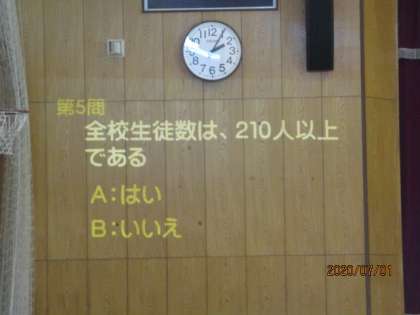 第5問
全校生徒数は、210人以上
である
A:はい
B:いいえ
2020/07/31